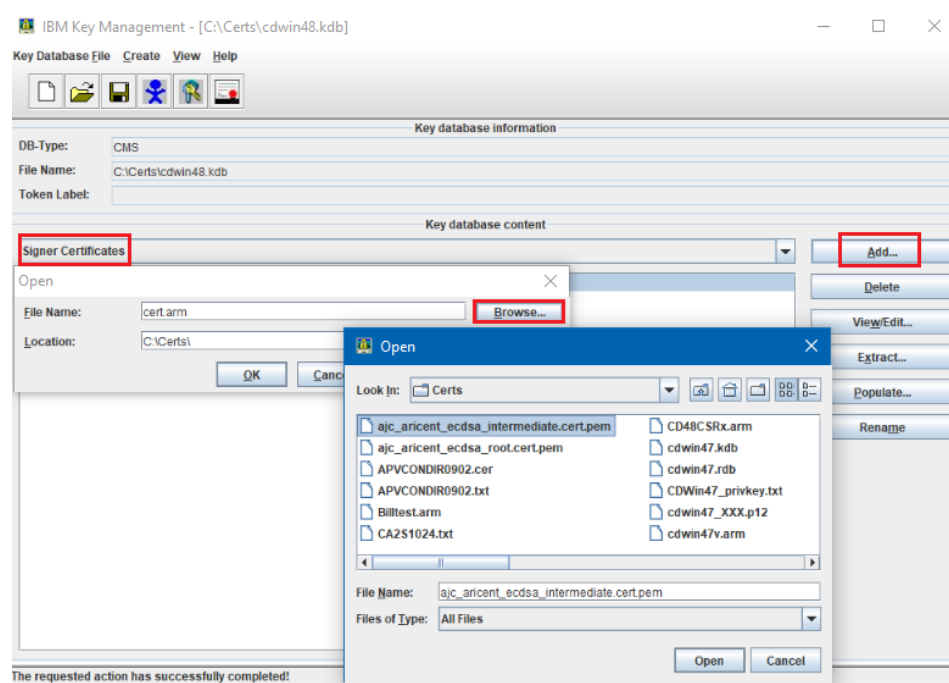 IBM Key Management - [C:\Certs\cdwin48.kdb]
Key Database File Create View Help
Key database information
DB-Type: CMS
File Name: C:\Certs\cdwin48.kdb
Token Label:
Key database content
Signer Certificates
Add...
Delete
View/Edit...
Extract...
Populate...
Rename
Open
File Name: cert.arm Browse...
Location: C:\Certs\
OK Canc
Open
Look In: Certs
ajc_aricent_ecdsa_intermediate.cert.pem
ajc_aricent_ecdsa_root.cert.pem
APVCONDIR0902.cer
APVCONDIR0902.txt
Billtest.arm
CA2S1024.txt
CD48CSRx.arm
cdwin47.kdb
cdwin47.rdb
CDWin47_privkey.txt
cdwin47_XXX.p12
cdwin47v.arm
File Name: ajc_aricent_ecdsa_intermediate.cert.pem
Files of Type: All Files
Open Cancel
The requested action has successfully completed!